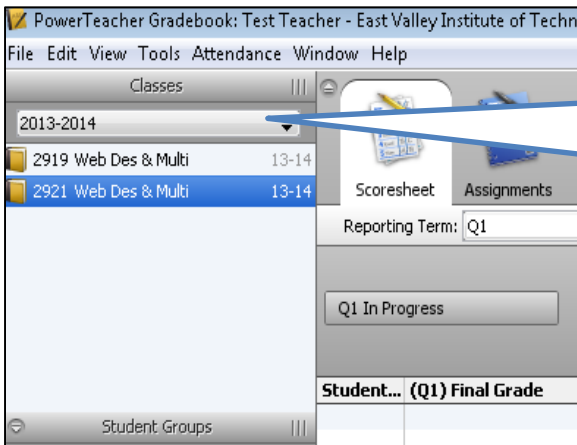 PowerTeacher Gradebook: Test Teacher - East Valley Institute of Techn
File Edit View Tools Attendance Window Help
Classes
2013-2014
2919 Web Des & Multi 13-14
2921 Web Des & Multi 13-14
Scoresheet Assignments
Reporting Term: Q1
Q1 In Progress
Student... (Q1) Final Grade
Student Groups